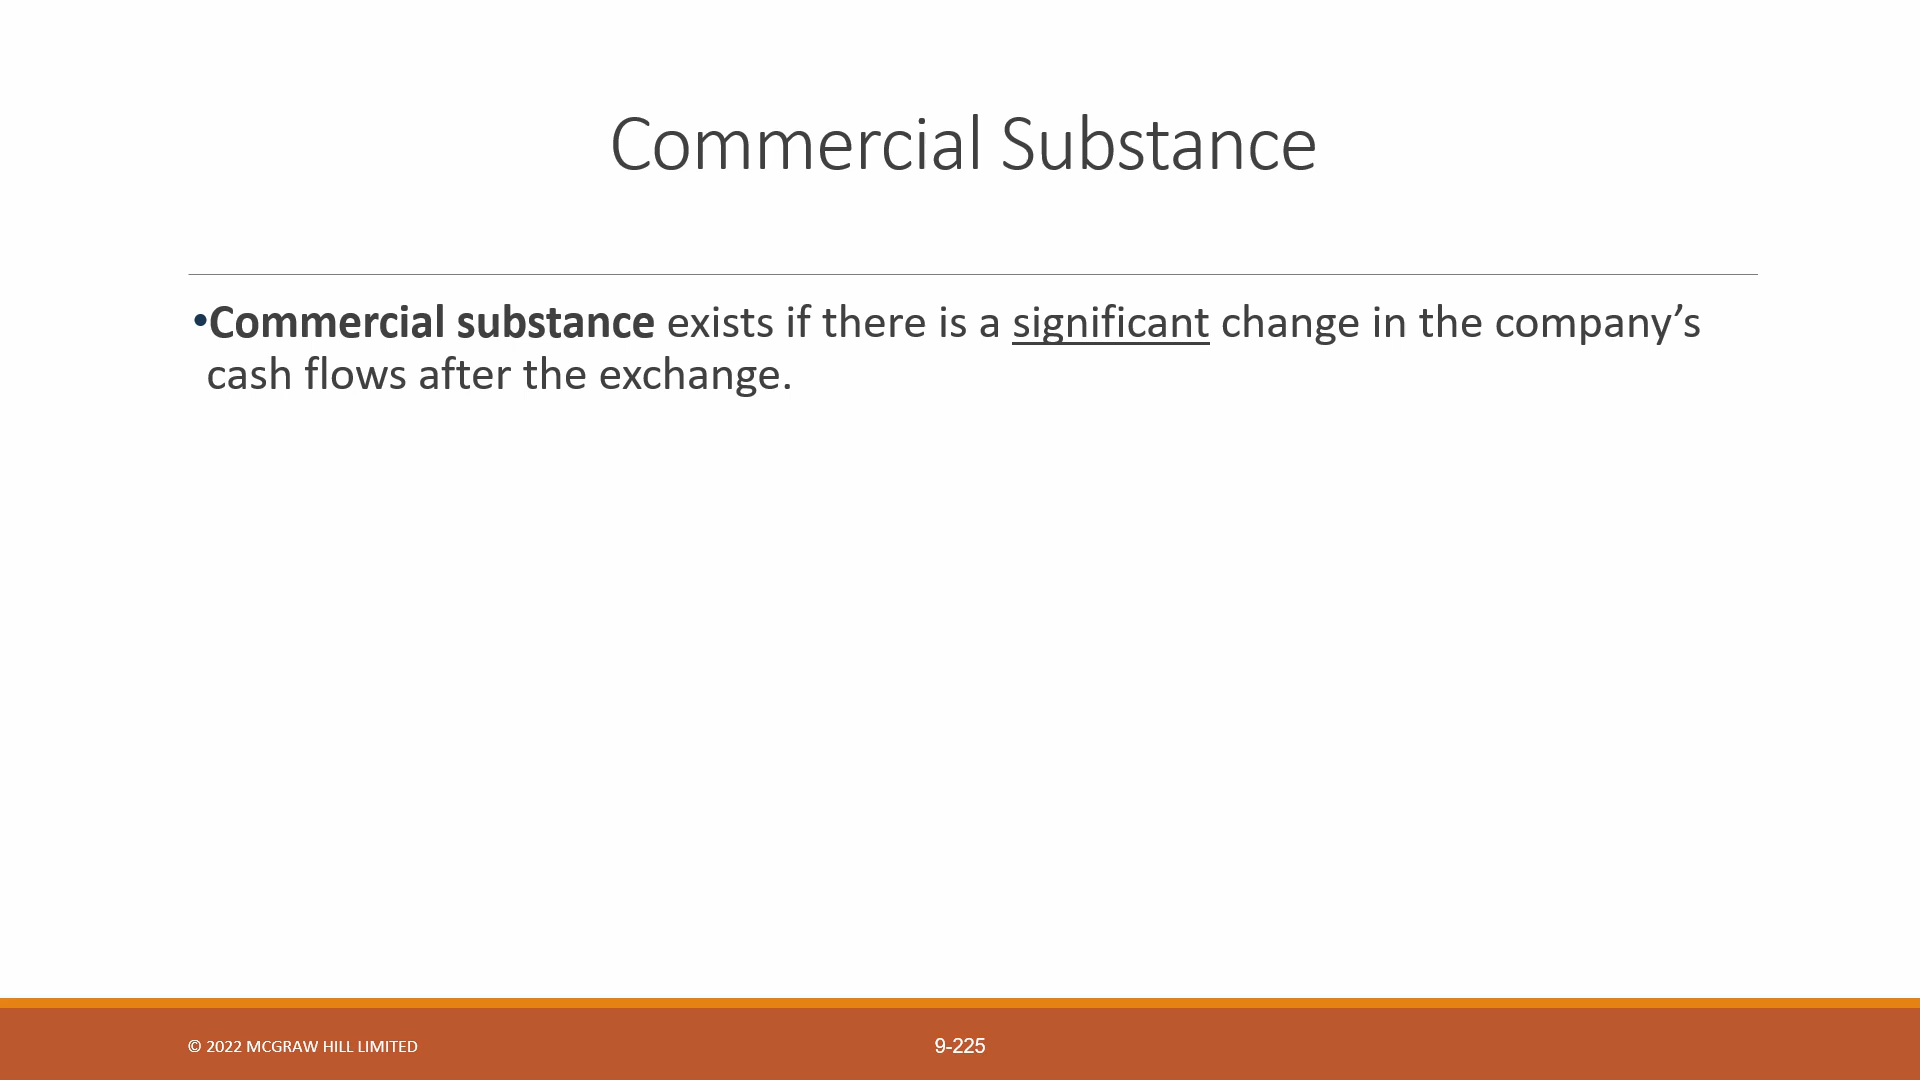 Commercial Substance
•Commercial substance exists if there is a significant change in the company’s
cash flows after the exchange.
© 2022 MCGRAW HILL LIMITED
9-225